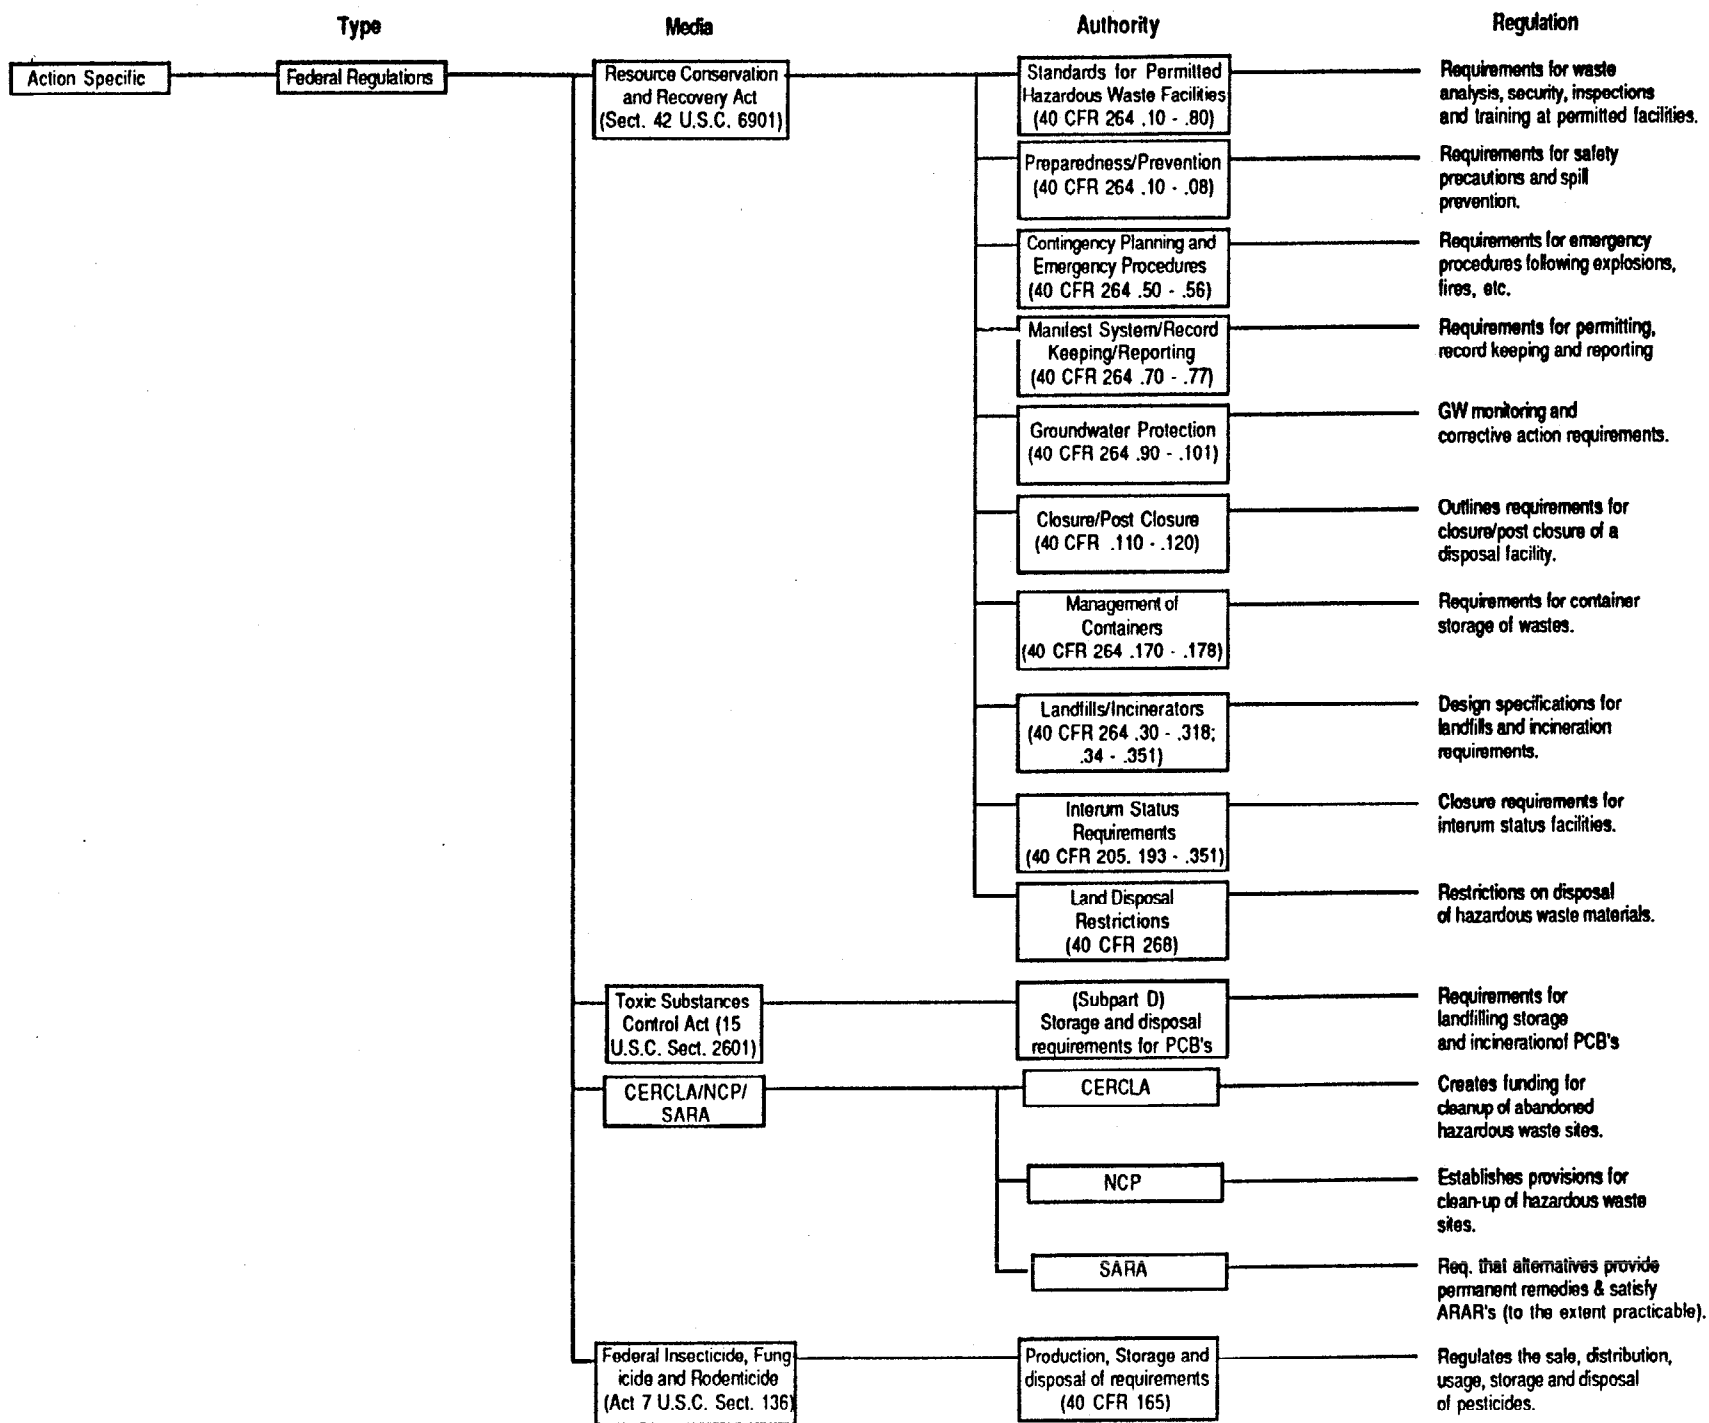 Type
Media
Authority
Regulation
Action Specific
Federal Regulations
Resource Conservation
and Recovery Act
(Sect. 42 U.S.C. 6901)
Standards for Permitted
Hazardous Waste Facilities
(40 CFR 264 .10 - .80)
Requirements for waste
analysis, security, inspections
and training at permitted facilities.
Preparedness/Prevention
(40 CFR 264 .10 - .08)
Requirements for safety
precautions and spill
prevention.
Contingency Planning and
Emergency Procedures
(40 CFR 264 .50 - .56)
Requirements for emergency
procedures following explosions,
fires, etc.
Manifest System/Record
Keeping/Reporting
(40 CFR 264 .70 - .77)
Requirements for permitting,
record keeping and reporting
Groundwater Protection
(40 CFR 264 .90 - .101)
GW monitoring and
corrective action requirements.
Closure/Post Closure
(40 CFR .110 - .120)
Outlines requirements for
closure/post closure of a
disposal facility.
Management of
Containers
(40 CFR 264 .170 - .178)
Requirements for container
storage of wastes.
Landfills/Incinerators
(40 CFR 264 .30 - .318;
.34 - .351)
Design specifications for
landfills and incineration
requirements.
Interum Status
Requirements
(40 CFR 205. 193 - .351)
Closure requirements for
interum status facilities.
Land Disposal
Restrictions
(40 CFR 268)
Restrictions on disposal
of hazardous waste materials.
Toxic Substances
Control Act (15
U.S.C. Sect. 2601)
(Subpart D)
Storage and disposal
requirements for PCB's
Requirements for
landfilling storage
and incinerationof PCB's
CERCLA/NCP/
SARA
CERCLA
Creates funding for
cleanup of abandoned
hazardous waste sites.
NCP
Establishes provisions for
clean-up of hazardous waste
sites.
SARA
Req. that alternatives provide
permanent remedies & satisfy
ARAR's (to the extent practicable).
Federal Insecticide, Fung
icide and Rodenticide
(Act 7 U.S.C. Sect. 136)
Production, Storage and
disposal of requirements
(40 CFR 165)
Regulates the sale, distribution,
usage, storage and disposal
of pesticides.